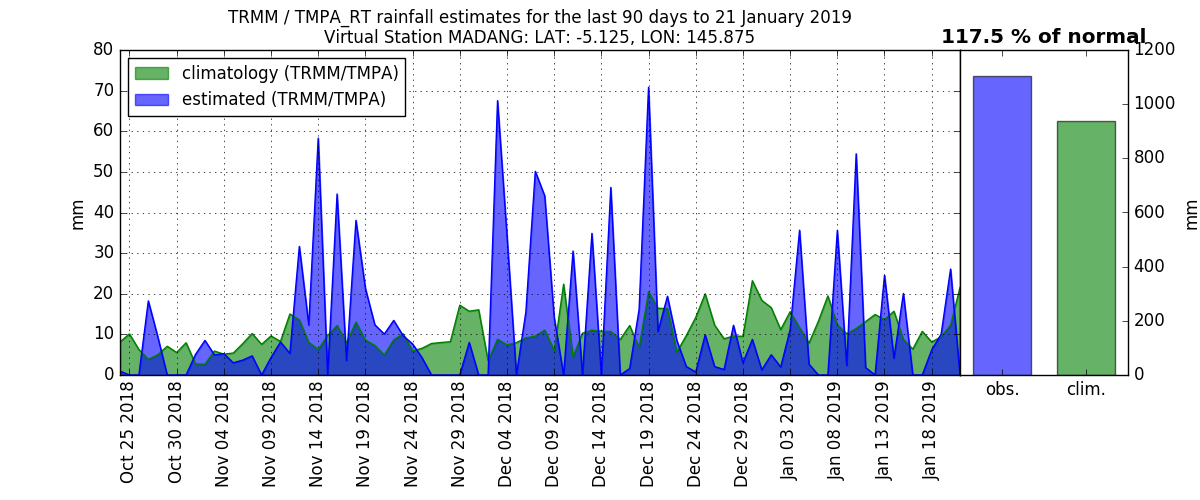 TRMM / TMPA_RT rainfall estimates for the last 90 days to 21 January 2019
Virtual Station MADANG: LAT: -5.125, LON: 145.875
117.5 % of normal
climatology (TRMM/TMPA)
estimated (TRMM/TMPA)
80
70
60
50
40
30
20
10
0
mm
Oct 25 2018
Oct 30 2018
Nov 04 2018
Nov 09 2018
Nov 14 2018
Nov 19 2018
Nov 24 2018
Nov 29 2018
Dec 04 2018
Dec 09 2018
Dec 14 2018
Dec 19 2018
Dec 24 2018
Dec 29 2018
Jan 03 2019
Jan 08 2019
Jan 13 2019
Jan 18 2019
obs.
clim.
1200
1000
800
600
400
200
0
mm